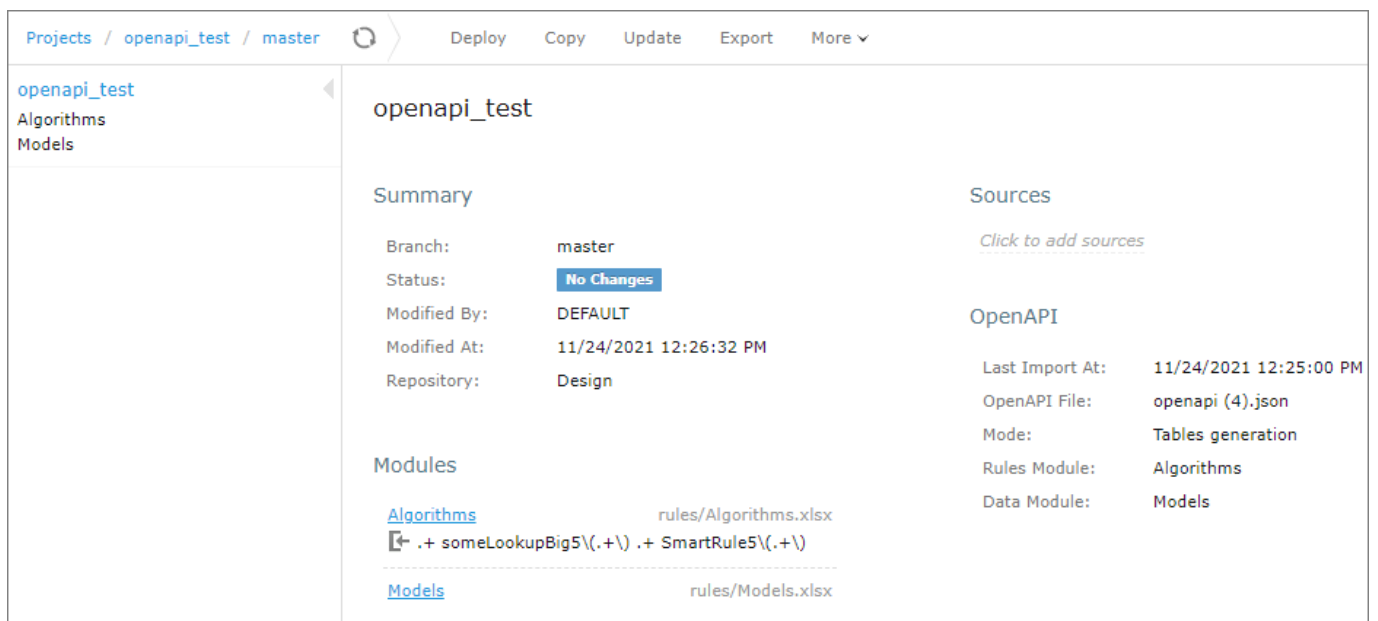 Projects / openapi_test / master Deploy Copy Update Export More
openapi_test
Algorithms
Models
openapi_test
Summary
Branch: master
Status: No Changes
Modified By: DEFAULT
Modified At: 11/24/2021 12:26:32 PM
Repository: Design
Modules
Algorithms rules/Algorithms.xlsx
.+ someLookupBig5\(.+\) .+ SmartRule5\(.+\)
Models rules/Models.xlsx
Sources
Click to add sources
OpenAPI
Last Import At: 11/24/2021 12:25:00 PM
OpenAPI File: openapi (4).json
Mode: Tables generation
Rules Module: Algorithms
Data Module: Models